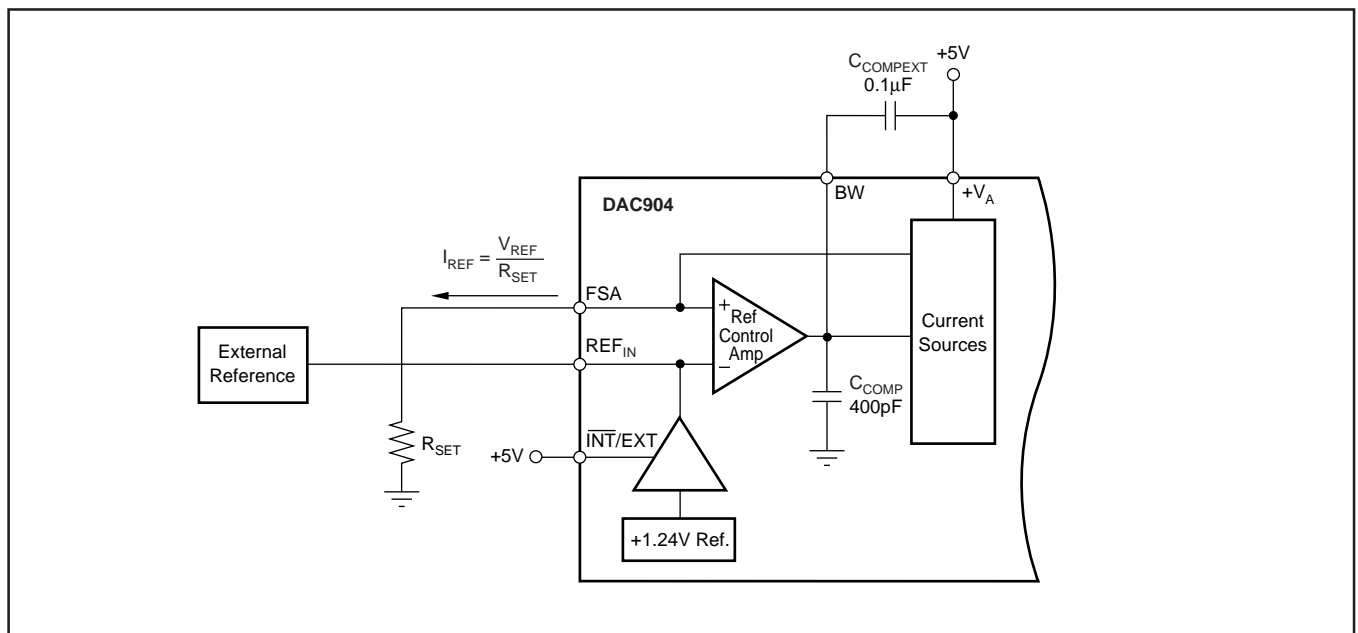 +5V
C_COMPEXT
0.1µF
BW
+V_A
DAC904
I_REF = V_REF / R_SET
FSA
+
Ref
Control
Amp
–
Current
Sources
External
Reference
REF_IN
C_COMP
400pF
R_SET
+5V
I̅N̅T̅/EXT
+1.24V Ref.